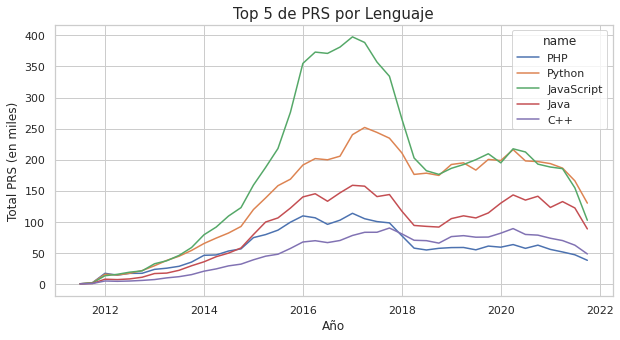 Top 5 de PRS por Lenguaje
Total PRS (en miles)
400
350
300
250
200
150
100
50
0
2012
2014
2016
2018
2020
2022
Año
name
PHP
Python
JavaScript
Java
C++